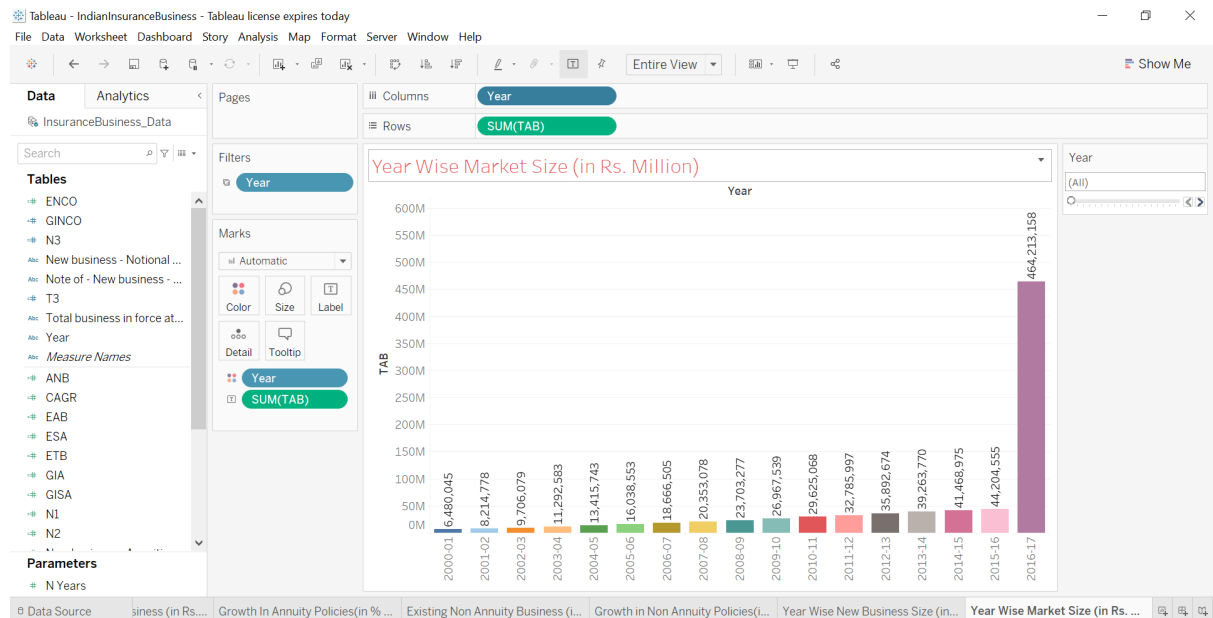 Tableau - IndianInsuranceBusiness - Tableau license expires today
File Data Worksheet Dashboard Story Analysis Map Format Server Window Help
Entire View
Show Me
Data Analytics
InsuranceBusiness_Data
Search
Tables
ENCO
GINCO
N3
New business - Notional ...
Note of - New business - ...
T3
Total business in force at...
Year
Measure Names
ANB
CAGR
EAB
ESA
ETB
GIA
GISA
N1
N2
Parameters
N Years
Pages
Filters
Year
Marks
Automatic
Color Size Label
Detail Tooltip
Year
SUM(TAB)
Columns Year
Rows SUM(TAB)
Year Wise Market Size (in Rs. Million)
Year
TAB
600M
550M
500M
450M
400M
350M
300M
250M
200M
150M
100M
50M
0M
6,480,045
8,214,778
9,706,079
11,292,583
13,415,743
16,038,553
18,666,505
20,353,078
23,703,277
26,967,539
29,625,068
32,785,997
35,892,674
39,263,770
41,468,975
44,204,555
464,213,158
2000-01
2001-02
2002-03
2003-04
2004-05
2005-06
2006-07
2007-08
2008-09
2009-10
2010-11
2011-12
2012-13
2013-14
2014-15
2015-16
2016-17
Year
(All)
Data Source
siness (in Rs....
Growth In Annuity Policies(in % ...
Existing Non Annuity Business (i...
Growth in Non Annuity Policies(i...
Year Wise New Business Size (in...
Year Wise Market Size (in Rs. ...